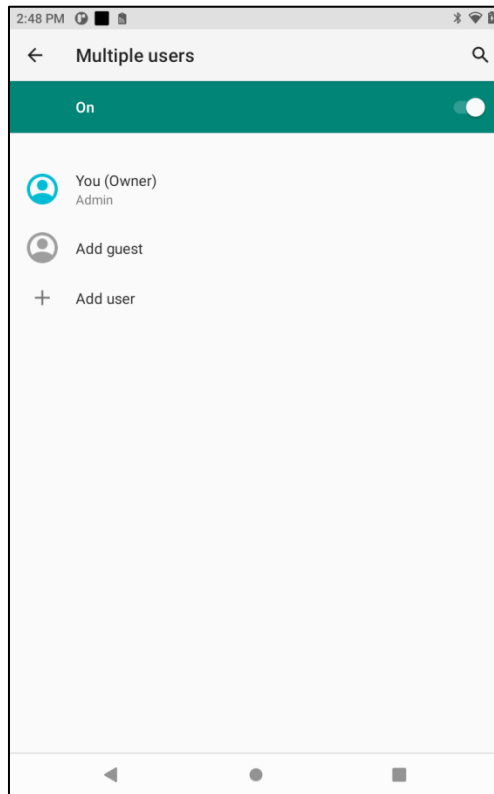 2:48 PM
Multiple users
On
You (Owner)
Admin
Add guest
Add user